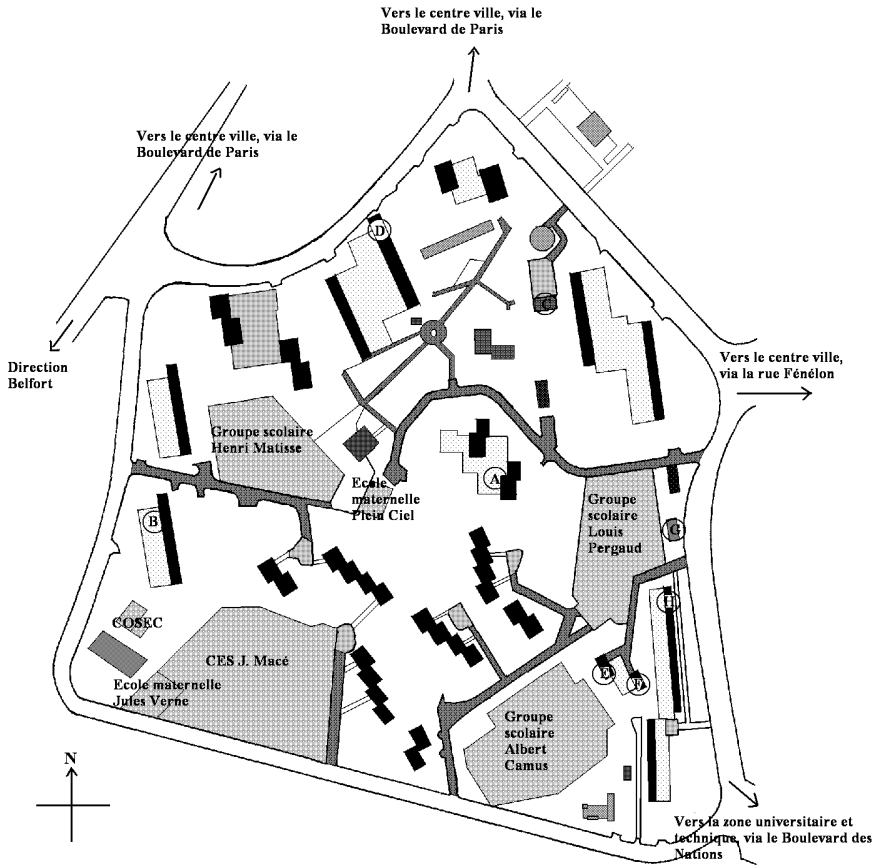 Vers le centre ville, via le
Boulevard de Paris
Vers le centre ville, via le
Boulevard de Paris
D
C
Direction
Belfort
Vers le centre ville,
via la rue Fénélon
Groupe scolaire
Henri Matisse
A
Ecole
maternelle
Plein Ciel
Groupe
scolaire
Louis
Pergaud
B
G
H
COSEC
CES J. Macé
E
F
Ecole maternelle
Jules Verne
Groupe
scolaire
Albert
Camus
N
Vers la zone universitaire et
technique, via le Boulevard des
Nations